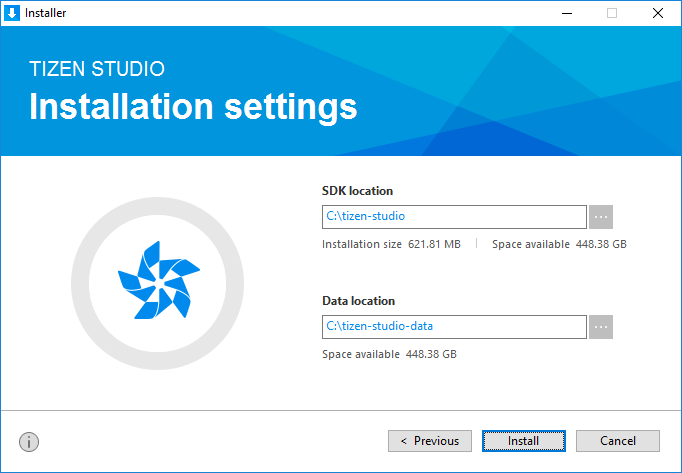 Installer
TIZEN STUDIO
Installation settings
SDK location
C:\tizen-studio
...
Installation size 621.81 MB Space available 448.38 GB
Data location
C:\tizen-studio-data
...
Space available 448.38 GB
i
< Previous Install Cancel